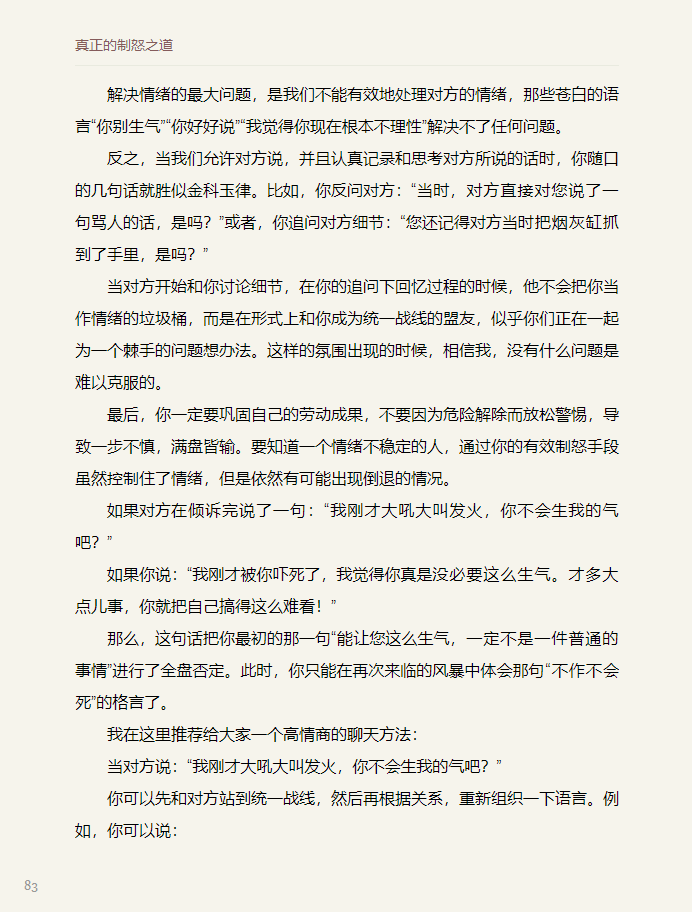 真正的制怒之道
解决情绪的最大问题，是我们不能有效地处理对方的情绪，那些苍白的语
言“你别生气”“你好好说”“我觉得你现在根本不理性”解决不了任何问题。
反之，当我们允许对方说，并且认真记录和思考对方所说的话时，你随口
的几句话就胜似金科玉律。比如，你反问对方：“当时，对方直接对您说了一
句骂人的话，是吗？”或者，你追问对方细节：“您还记得对方当时把烟灰缸抓
到了手里，是吗？”
当对方开始和你讨论细节，在你的追问下回忆过程的时候，他不会把你当
作情绪的垃圾桶，而是在形式上和你成为统一战线的盟友，似乎你们正在一起
为一个棘手的问题想办法。这样的氛围出现的时候，相信我，没有什么问题是
难以克服的。
最后，你一定要巩固自己的劳动成果，不要因为危险解除而放松警惕，导
致一步不慎，满盘皆输。要知道一个情绪不稳定的人，通过你的有效制怒手段
虽然控制住了情绪，但是依然有可能出现倒退的情况。
如果对方在倾诉完说了一句：“我刚才大吼大叫发火，你不会生我的气
吧？”
如果你说：“我刚才被你吓死了，我觉得你真是没必要这么生气。才多大
点儿事，你就把自己搞得这么难看！”
那么，这句话把你最初的那一句“能让您这么生气，一定不是一件普通的
事情”进行了全盘否定。此时，你只能在再次来临的风暴中体会那句“不作不会
死”的格言了。
我在这里推荐给大家一个高情商的聊天方法：
当对方说：“我刚才大吼大叫发火，你不会生我的气吧？”
你可以先和对方站到统一战线，然后再根据关系，重新组织一下语言。例
如，你可以说：
83